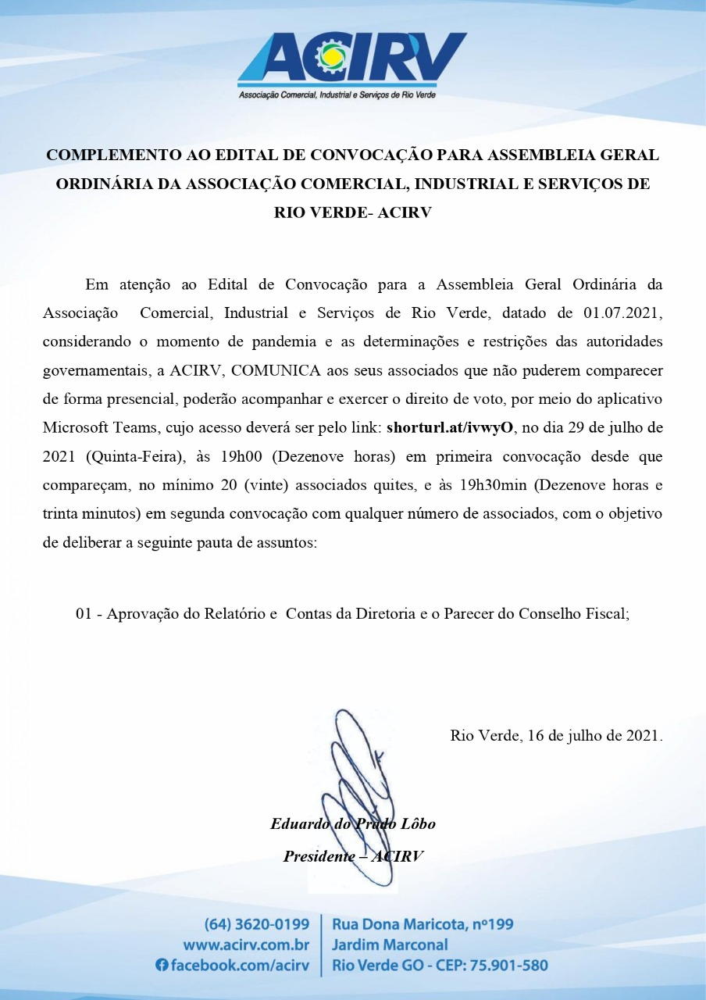 ACIRV
Associação Comercial, Industrial e Serviços de Rio Verde
COMPLEMENTO AO EDITAL DE CONVOCAÇÃO PARA ASSEMBLEIA GERAL
ORDINÁRIA DA ASSOCIAÇÃO COMERCIAL, INDUSTRIAL E SERVIÇOS DE
RIO VERDE- ACIRV
Em atenção ao Edital de Convocação para a Assembleia Geral Ordinária da
Associação Comercial, Industrial e Serviços de Rio Verde, datado de 01.07.2021,
considerando o momento de pandemia e as determinações e restrições das autoridades
governamentais, a ACIRV, COMUNICA aos seus associados que não puderem comparecer
de forma presencial, poderão acompanhar e exercer o direito de voto, por meio do aplicativo
Microsoft Teams, cujo acesso deverá ser pelo link: shorturl.at/ivwyO, no dia 29 de julho de
2021 (Quinta-Feira), às 19h00 (Dezenove horas) em primeira convocação desde que
compareçam, no mínimo 20 (vinte) associados quites, e às 19h30min (Dezenove horas e
trinta minutos) em segunda convocação com qualquer número de associados, com o objetivo
de deliberar a seguinte pauta de assuntos:
01 - Aprovação do Relatório e Contas da Diretoria e o Parecer do Conselho Fiscal;
Rio Verde, 16 de julho de 2021.
Eduardo do Prado Lôbo
Presidente – ACIRV
(64) 3620-0199
www.acirv.com.br
facebook.com/acirv
Rua Dona Maricota, nº199
Jardim Marconal
Rio Verde GO - CEP: 75.901-580